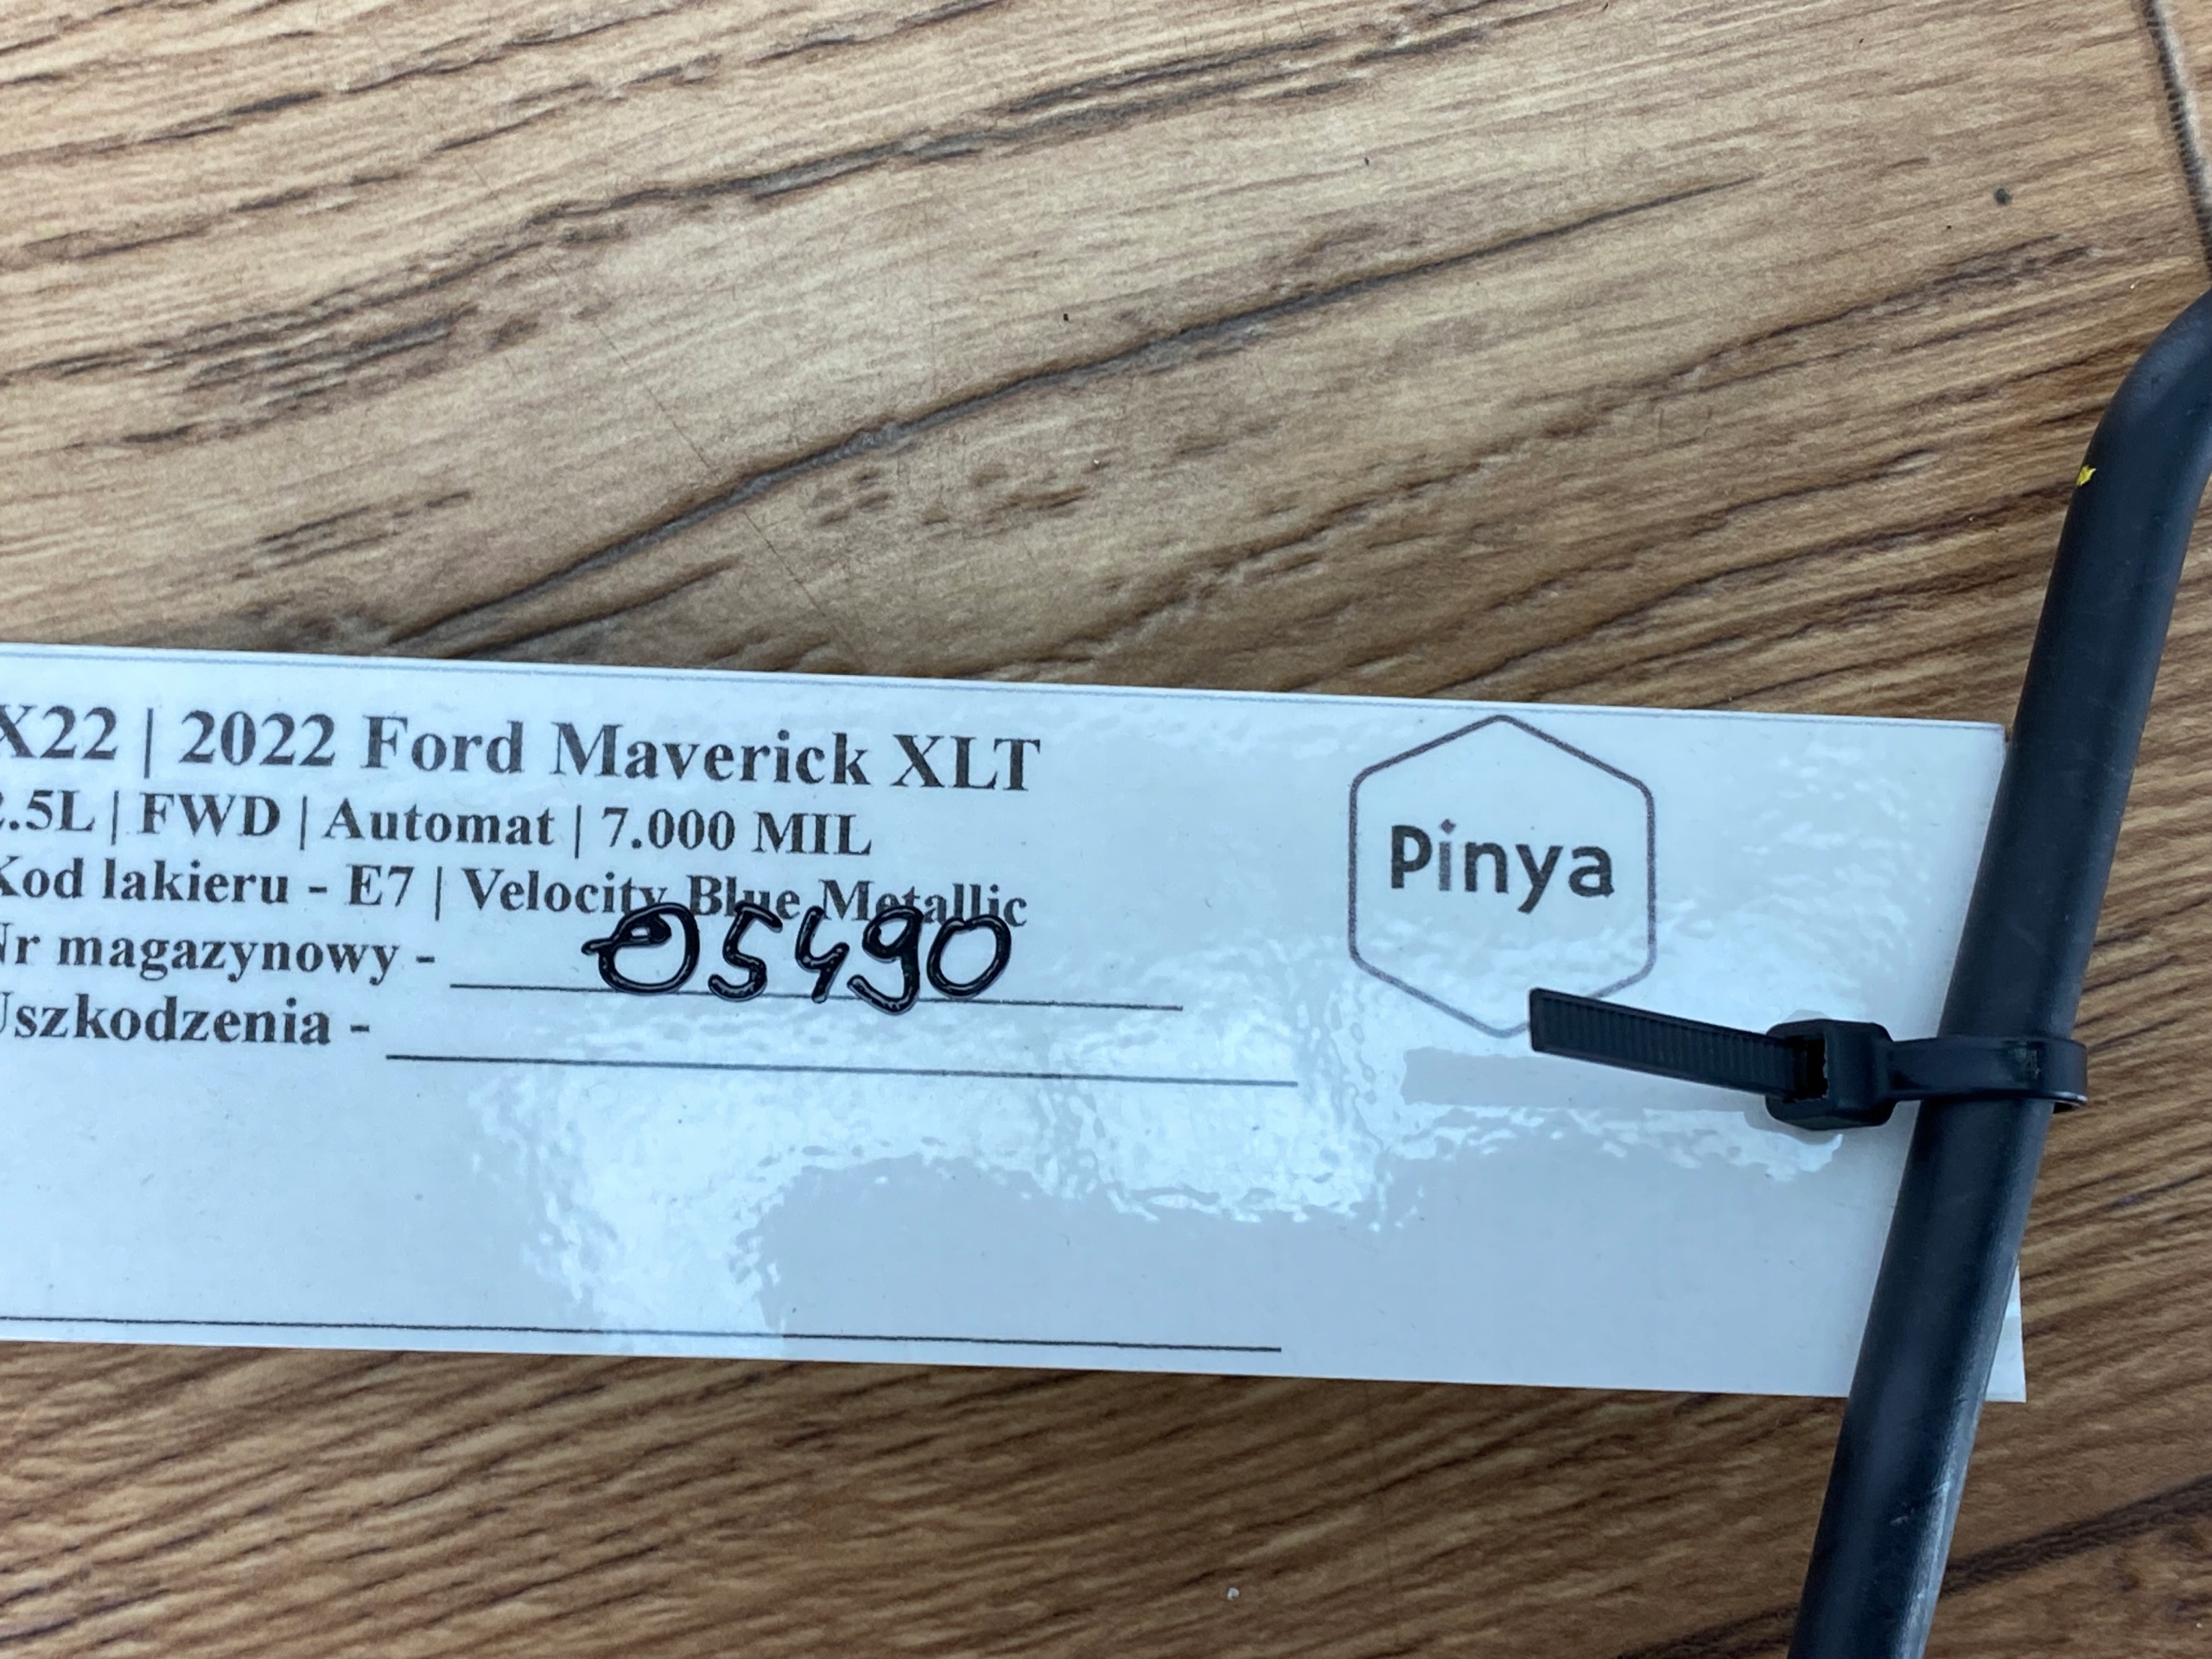 X22 | 2022 Ford Maverick XLT
2.5L | FWD | Automat | 7.000 MIL
Kod lakieru - E7 | Velocity Blue Metallic
Nr magazynowy - 05490
Uszkodzenia -
Pinya